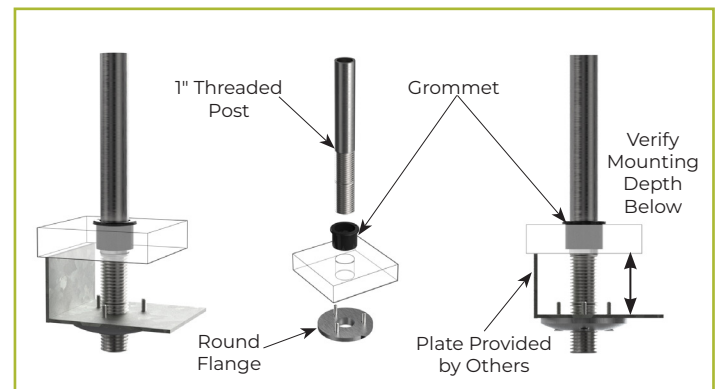 1" Threaded
Post
Grommet
Verify
Mounting
Depth
Below
Round
Flange
Plate Provided
by Others